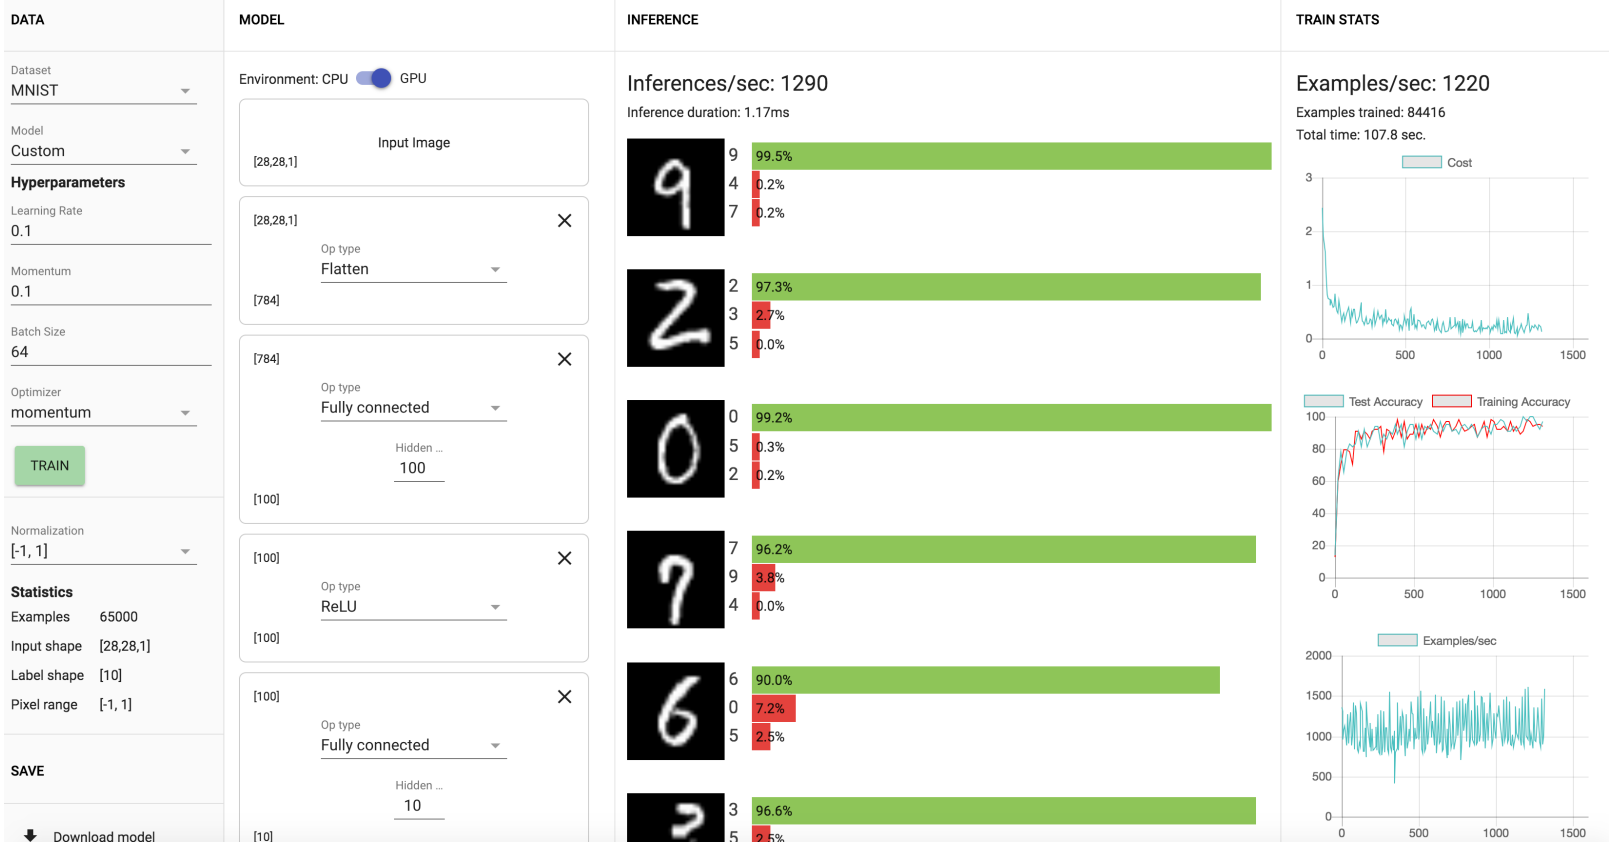 DATA
Dataset
MNIST
Model
Custom
Hyperparameters
Learning Rate
0.1
Momentum
0.1
Batch Size
64
Optimizer
momentum
TRAIN
Normalization
[-1, 1]
Statistics
Examples 65000
Input shape [28,28,1]
Label shape [10]
Pixel range [-1, 1]
SAVE
Download model
MODEL
Environment: CPU GPU
Input Image
[28,28,1]
[28,28,1]
Op type
Flatten
[784]
[784]
Op type
Fully connected
Hidden ...
100
[100]
[100]
Op type
ReLU
[100]
[100]
Op type
Fully connected
Hidden ...
10
[10]
INFERENCE
Inferences/sec: 1290
Inference duration: 1.17ms
9
9 99.5%
4 0.2%
7 0.2%
2
2 97.3%
3 2.7%
5 0.0%
0
0 99.2%
5 0.3%
2 0.2%
7
7 96.2%
9 3.8%
4 0.0%
6
6 90.0%
0 7.2%
5 2.5%
3 96.6%
5 2.5%
TRAIN STATS
Examples/sec: 1220
Examples trained: 84416
Total time: 107.8 sec.
Cost
3
2
1
0
0 500 1000 1500
Test Accuracy Training Accuracy
100
80
60
40
20
0
0 500 1000 1500
Examples/sec
2000
1500
1000
500
0
0 500 1000 1500